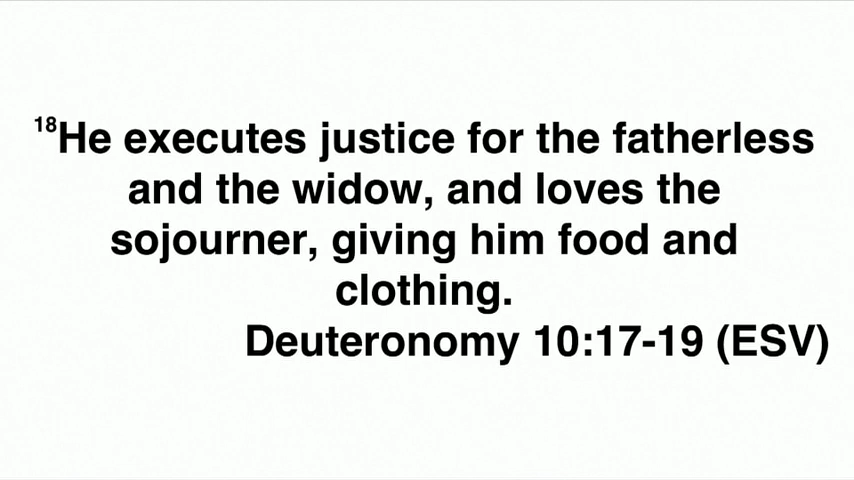 18He executes justice for the fatherless
and the widow, and loves the
sojourner, giving him food and
clothing.
Deuteronomy 10:17-19 (ESV)